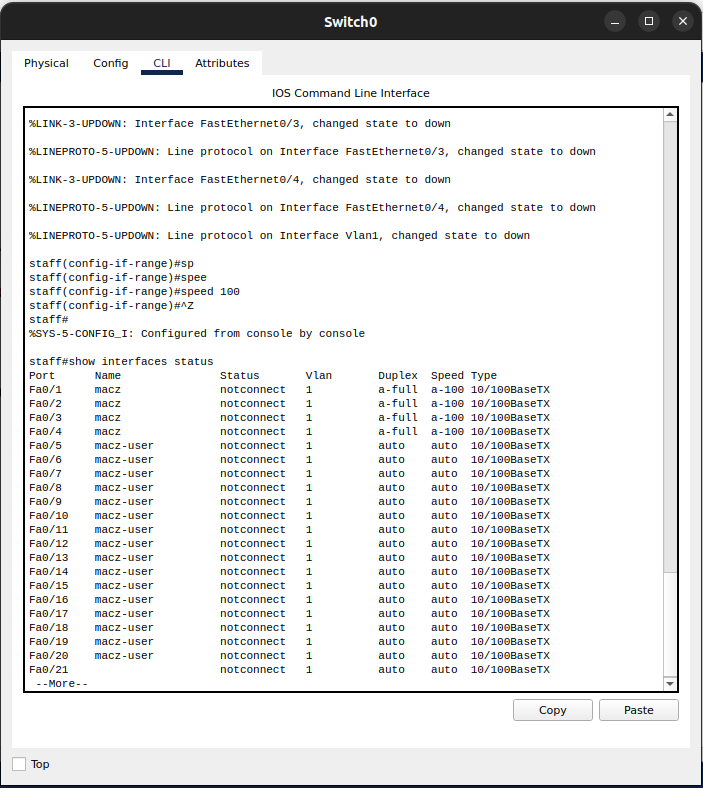 Switch0
Physical Config CLI Attributes
IOS Command Line Interface
%LINK-3-UPDOWN: Interface FastEthernet0/3, changed state to down
%LINEPROTO-5-UPDOWN: Line protocol on Interface FastEthernet0/3, changed state to down
%LINK-3-UPDOWN: Interface FastEthernet0/4, changed state to down
%LINEPROTO-5-UPDOWN: Line protocol on Interface FastEthernet0/4, changed state to down
%LINEPROTO-5-UPDOWN: Line protocol on Interface Vlan1, changed state to down
staff(config-if-range)#sp
staff(config-if-range)#spee
staff(config-if-range)#speed 100
staff(config-if-range)#^Z
staff#
%SYS-5-CONFIG_I: Configured from console by console
staff#show interfaces status
Port Name Status Vlan Duplex Speed Type
Fa0/1 macz notconnect 1 a-full a-100 10/100BaseTX
Fa0/2 macz notconnect 1 a-full a-100 10/100BaseTX
Fa0/3 macz notconnect 1 a-full a-100 10/100BaseTX
Fa0/4 macz notconnect 1 a-full a-100 10/100BaseTX
Fa0/5 macz-user notconnect 1 auto auto 10/100BaseTX
Fa0/6 macz-user notconnect 1 auto auto 10/100BaseTX
Fa0/7 macz-user notconnect 1 auto auto 10/100BaseTX
Fa0/8 macz-user notconnect 1 auto auto 10/100BaseTX
Fa0/9 macz-user notconnect 1 auto auto 10/100BaseTX
Fa0/10 macz-user notconnect 1 auto auto 10/100BaseTX
Fa0/11 macz-user notconnect 1 auto auto 10/100BaseTX
Fa0/12 macz-user notconnect 1 auto auto 10/100BaseTX
Fa0/13 macz-user notconnect 1 auto auto 10/100BaseTX
Fa0/14 macz-user notconnect 1 auto auto 10/100BaseTX
Fa0/15 macz-user notconnect 1 auto auto 10/100BaseTX
Fa0/16 macz-user notconnect 1 auto auto 10/100BaseTX
Fa0/17 macz-user notconnect 1 auto auto 10/100BaseTX
Fa0/18 macz-user notconnect 1 auto auto 10/100BaseTX
Fa0/19 macz-user notconnect 1 auto auto 10/100BaseTX
Fa0/20 macz-user notconnect 1 auto auto 10/100BaseTX
Fa0/21 notconnect 1 auto auto 10/100BaseTX
--More--
Copy Paste
Top